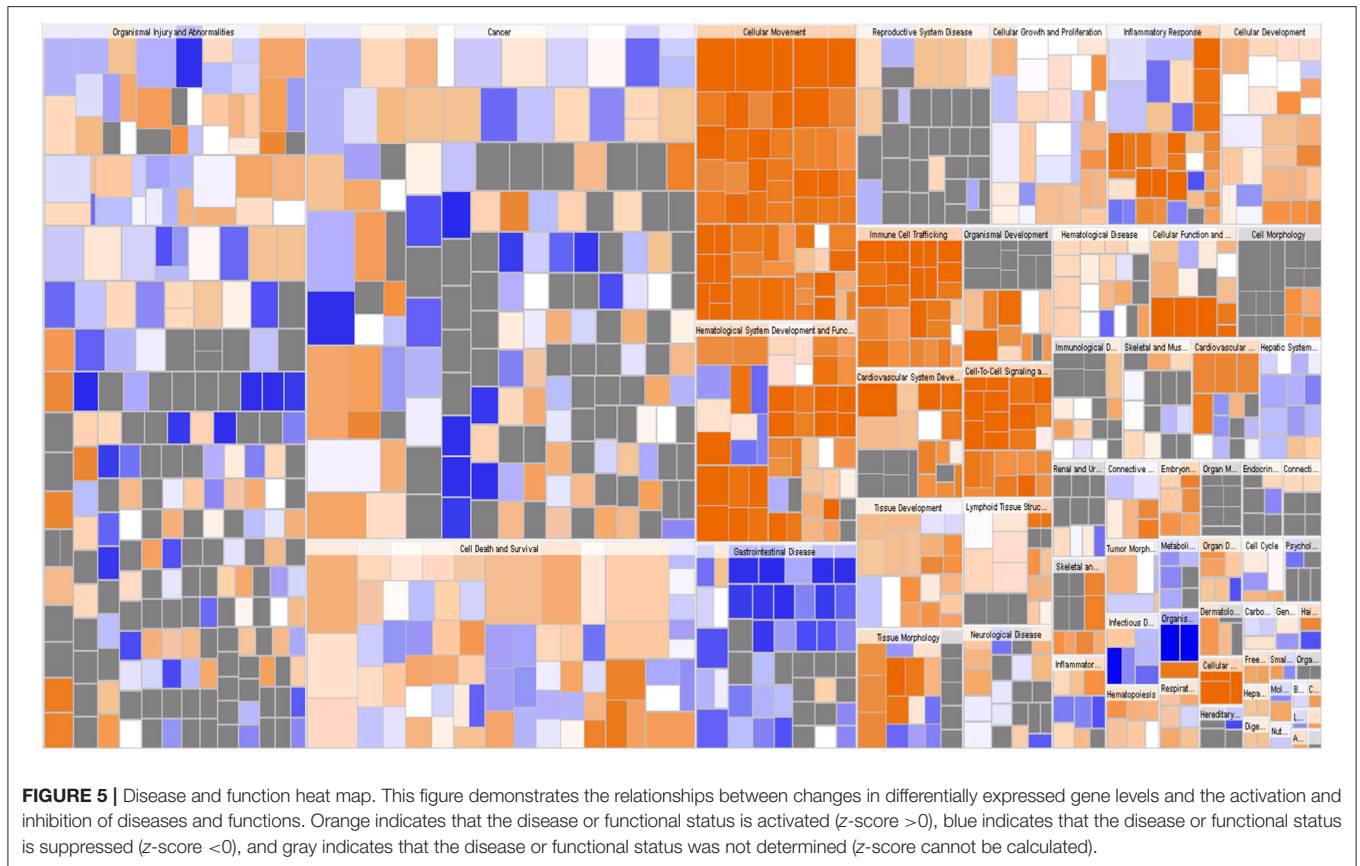 Organismal Injury and Abnormalities
Cancer
Cellular Movement
Reproductive System Disease
Cellular Growth and Proliferation
Inflammatory Response
Cellular Development
Immune Cell Trafficking
Organismal Development
Hematological Disease
Cellular Function and ...
Cell Morphology
Hematological System Development and Func...
Immunological D...
Skeletal and Mus...
Cardiovascular ...
Hepatic System...
Cardiovascular System Deve...
Cell-To-Cell Signaling a...
Renal and Ur...
Connective ...
Embryon...
Organ M...
Endocrin...
Connecti...
Tissue Development
Lymphoid Tissue Struc...
Cell Death and Survival
Gastrointestinal Disease
Tumor Morph...
Metaboli...
Organ D...
Cell Cycle
Psychol...
Skeletal an...
Infectious D...
Organis...
Dermatolo...
Carbo...
Gen...
Hai...
Tissue Morphology
Neurological Disease
Inflammator...
Cellular ...
Free...
Smal...
Orga...
Hematopoiesis
Respirat...
Hepa...
Mol...
B...
C...
Hereditary...
Dige...
Nut...
L...
A...
FIGURE 5 | Disease and function heat map. This figure demonstrates the relationships between changes in differentially expressed gene levels and the activation and
inhibition of diseases and functions. Orange indicates that the disease or functional status is activated (z-score >0), blue indicates that the disease or functional status
is suppressed (z-score <0), and gray indicates that the disease or functional status was not determined (z-score cannot be calculated).